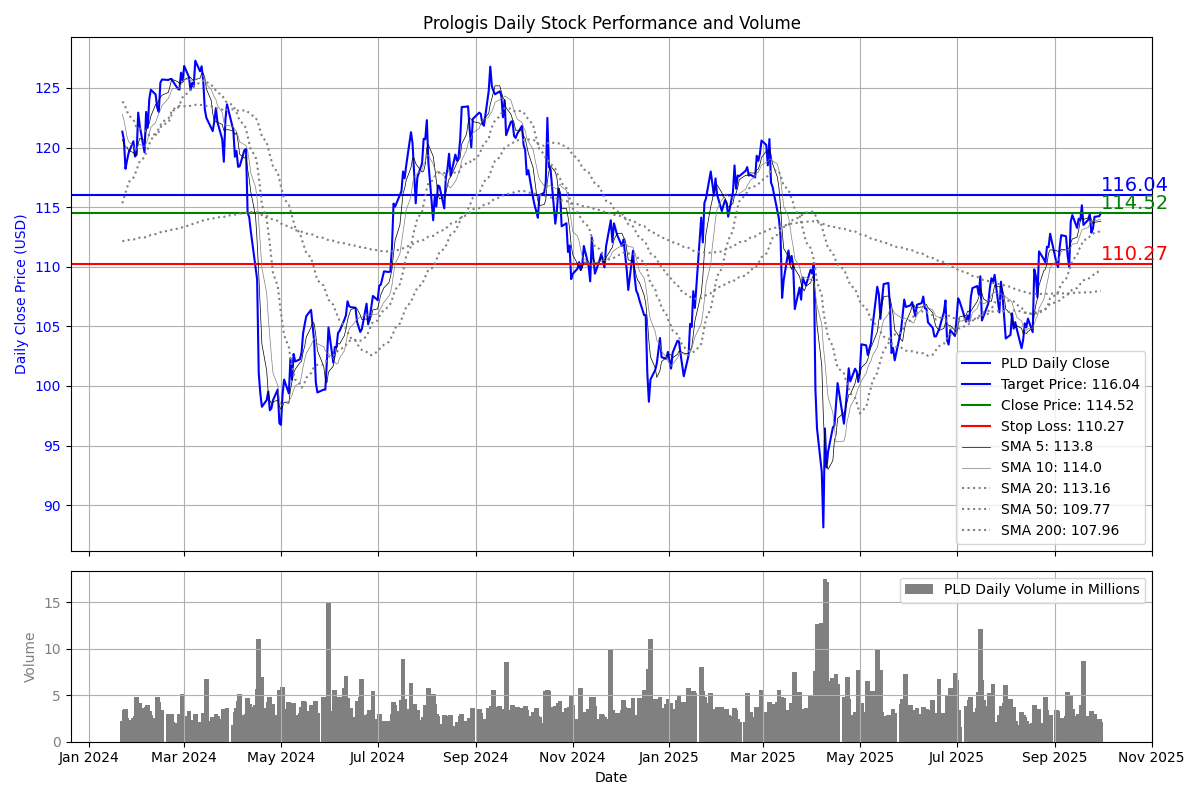 Prologis Daily Stock Performance and Volume
Daily Close Price (USD)
125
120
115
110
105
100
95
90
116.04
114.52
110.27
PLD Daily Close
Target Price: 116.04
Close Price: 114.52
Stop Loss: 110.27
SMA 5: 113.8
SMA 10: 114.0
SMA 20: 113.16
SMA 50: 109.77
SMA 200: 107.96
Volume
15
10
5
0
PLD Daily Volume in Millions
Jan 2024 Mar 2024 May 2024 Jul 2024 Sep 2024 Nov 2024 Jan 2025 Mar 2025 May 2025 Jul 2025 Sep 2025 Nov 2025
Date